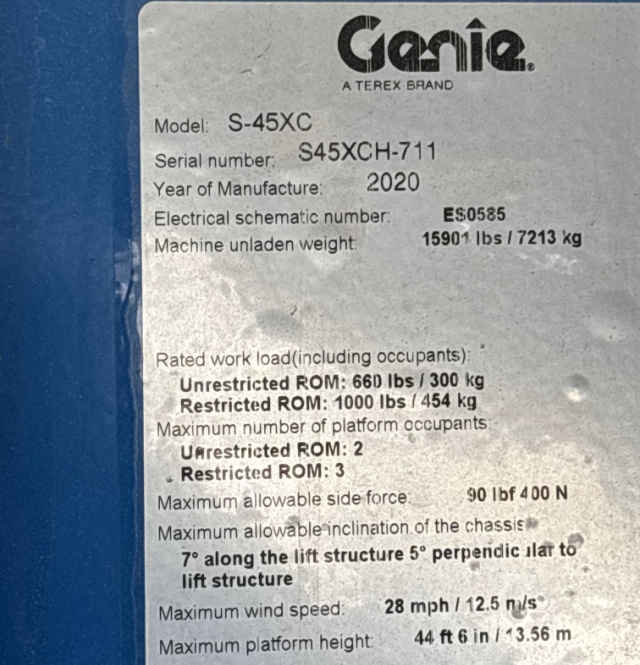 Genie®
A TEREX BRAND
Model: S-45XC
Serial number: S45XCH-711
Year of Manufacture: 2020
Electrical schematic number: ES0585
Machine unladen weight: 15901 lbs / 7213 kg
Rated work load(including occupants):
Unrestricted ROM: 660 lbs / 300 kg
Restricted ROM: 1000 lbs / 454 kg
Maximum number of platform occupants:
Unrestricted ROM: 2
Restricted ROM: 3
Maximum allowable side force: 90 lbf 400 N
Maximum allowable inclination of the chassis
7° along the lift structure 5° perpendicular to
lift structure
Maximum wind speed: 28 mph / 12.5 m/s
Maximum platform height: 44 ft 6 in / 13.56 m